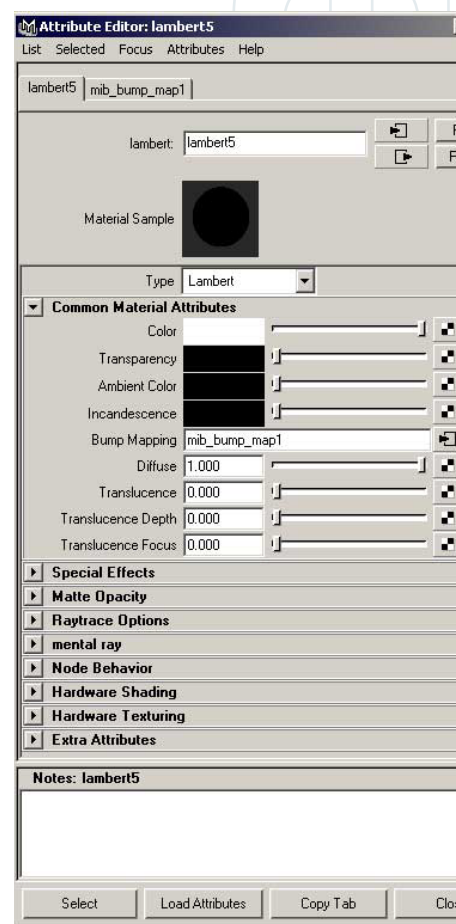 Attribute Editor: lambert5
List Selected Focus Attributes Help
lambert5 mib_bump_map1
lambert: lambert5
Material Sample
Type Lambert
Common Material Attributes
Color
Transparency
Ambient Color
Incandescence
Bump Mapping mib_bump_map1
Diffuse 1.000
Translucence 0.000
Translucence Depth 0.000
Translucence Focus 0.000
Special Effects
Matte Opacity
Raytrace Options
mental ray
Node Behavior
Hardware Shading
Hardware Texturing
Extra Attributes
Notes: lambert5
Select Load Attributes Copy Tab